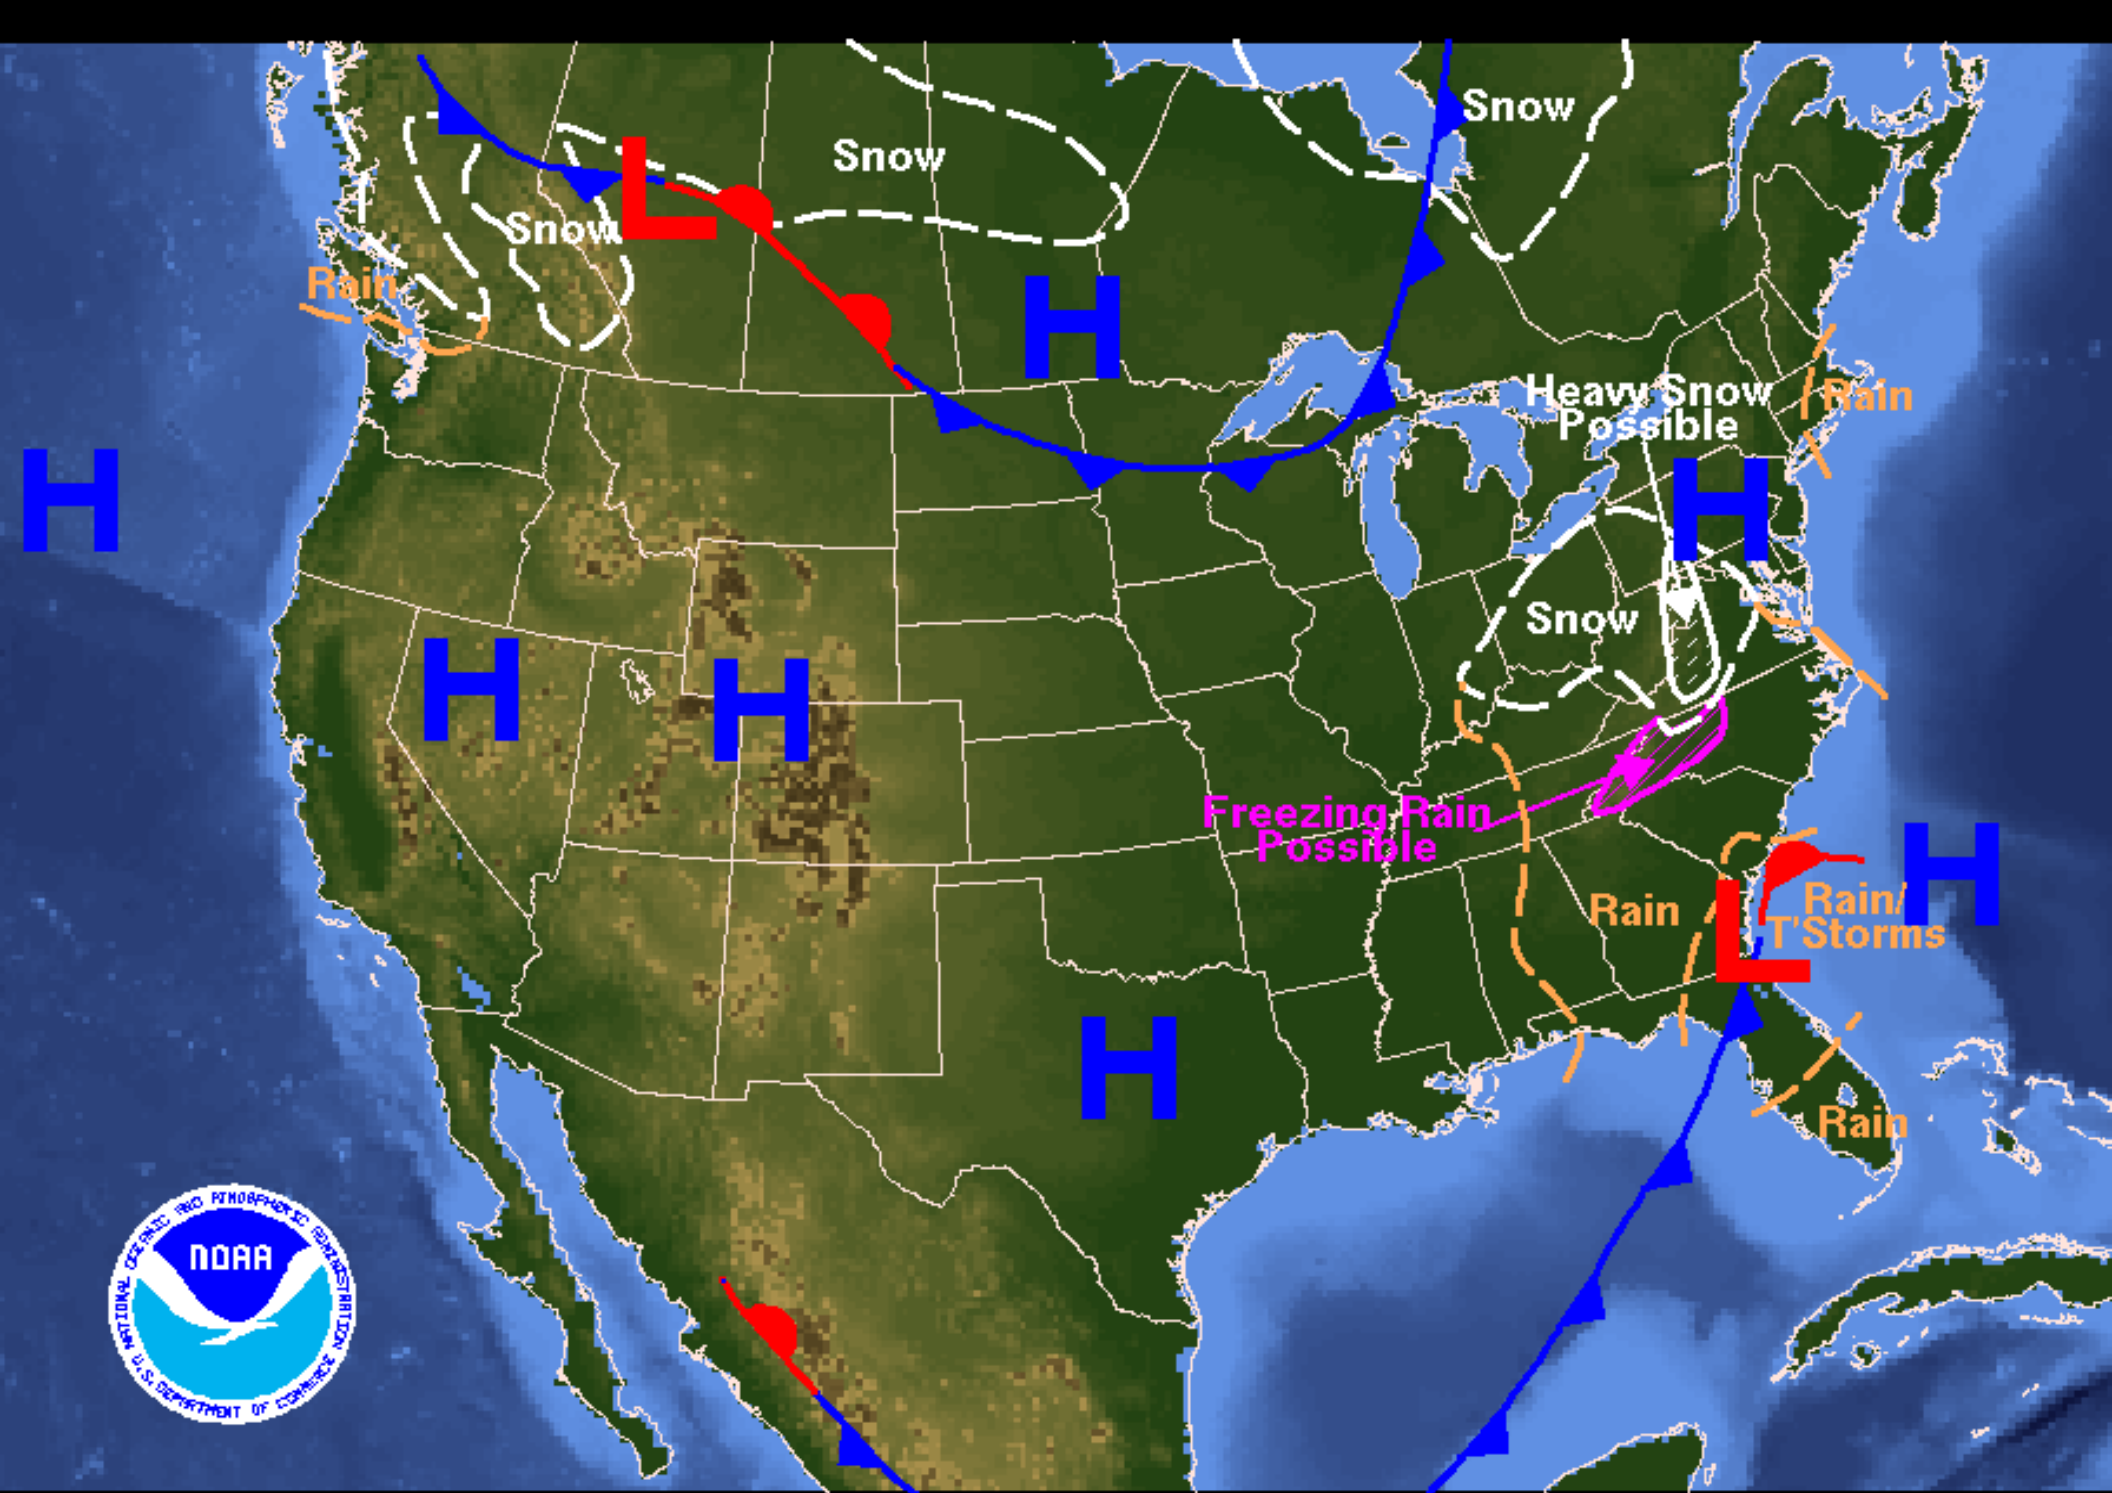 Snow
Snow
Snow
Rain
Heavy Snow
Possible
Rain
H
L
H
H
H
H
H
Snow
Freezing Rain
Possible
Rain
Rain/
T'Storms
H
L
H
Rain
NOAA
NATIONAL OCEANIC AND ATMOSPHERIC ADMINISTRATION
U.S. DEPARTMENT OF COMMERCE